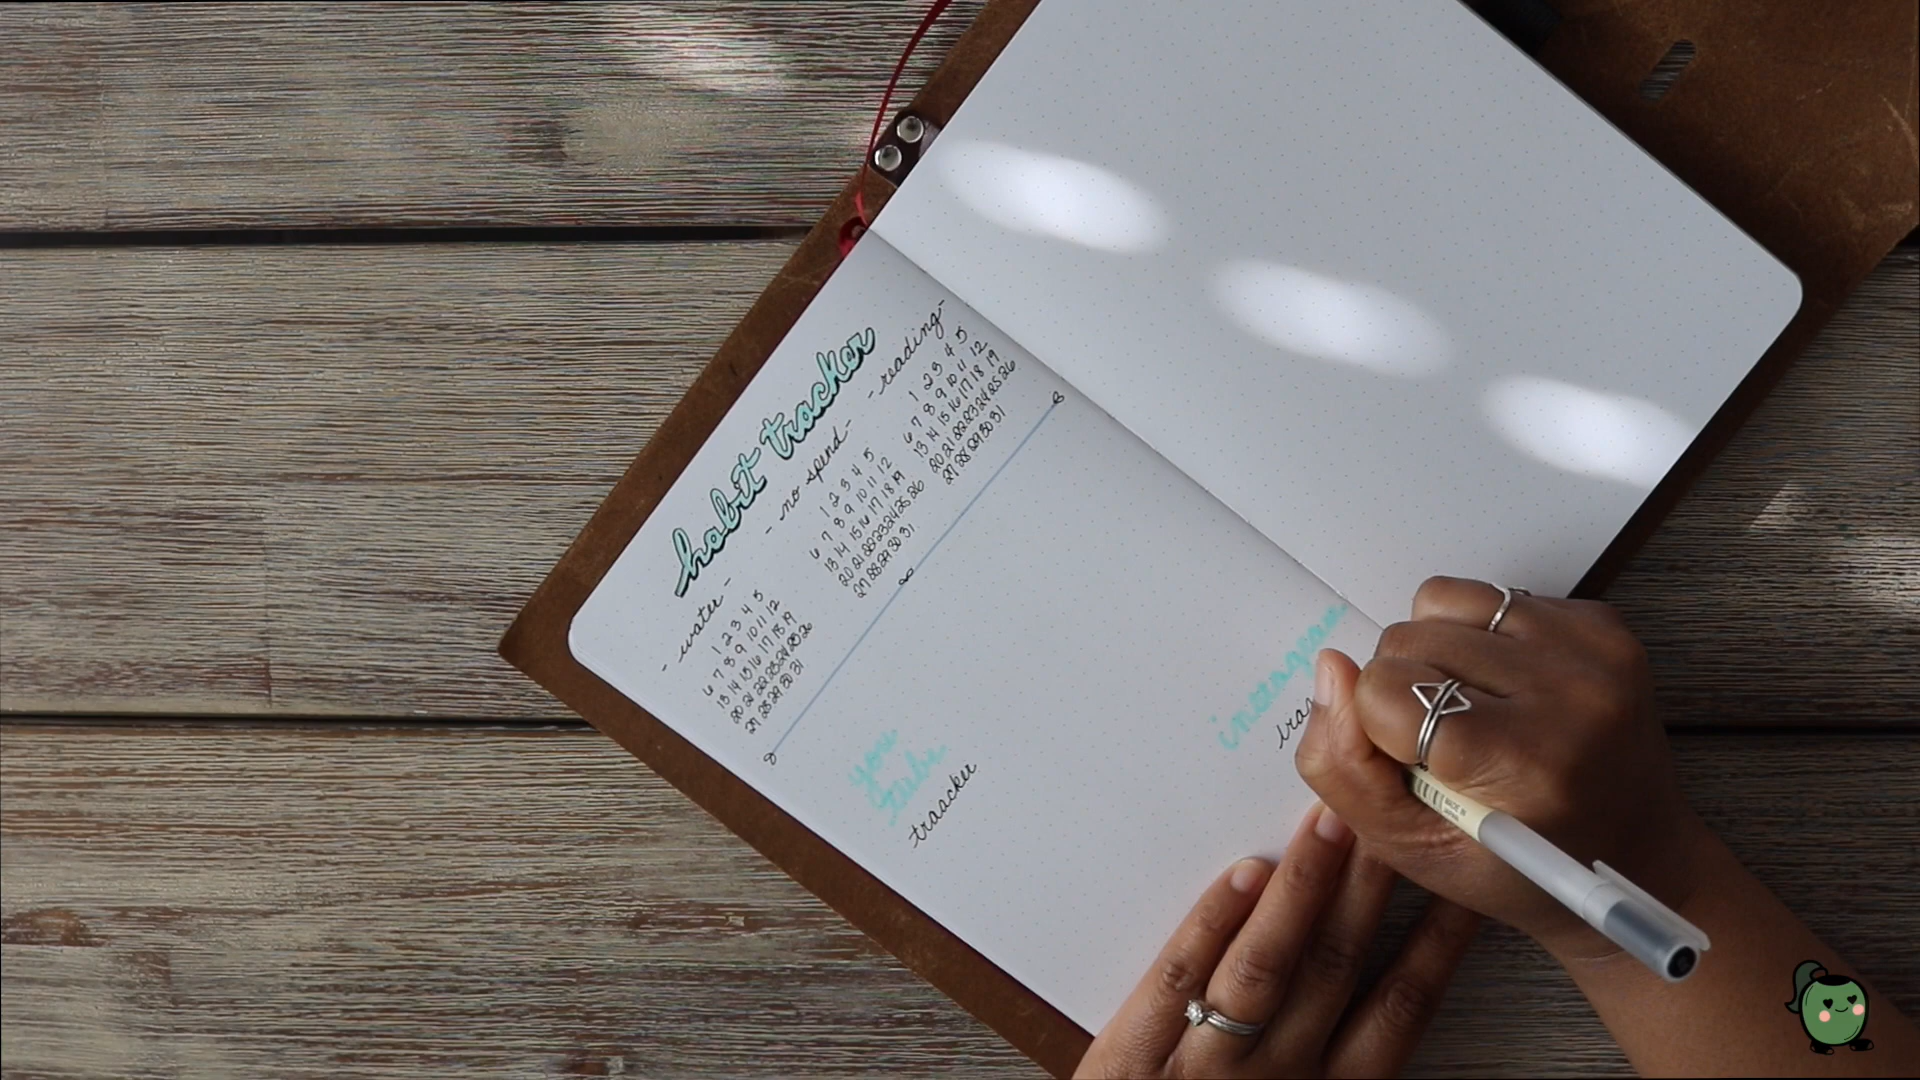 habit tracker
- water -
1 2 3 4 5
6 7 8 9 10 11 12
13 14 15 16 17 18 19
20 21 22 23 24 25 26
27 28 29 30 31
- no spend -
1 2 3 4 5
6 7 8 9 10 11 12
13 14 15 16 17 18 19
20 21 22 23 24 25 26
27 28 29 30 31
- reading -
1 2 3 4 5
6 7 8 9 10 11 12
13 14 15 16 17 18 19
20 21 22 23 24 25 26
27 28 29 30 31
you
tube
traacker
instagram
MADE IN
JAPAN